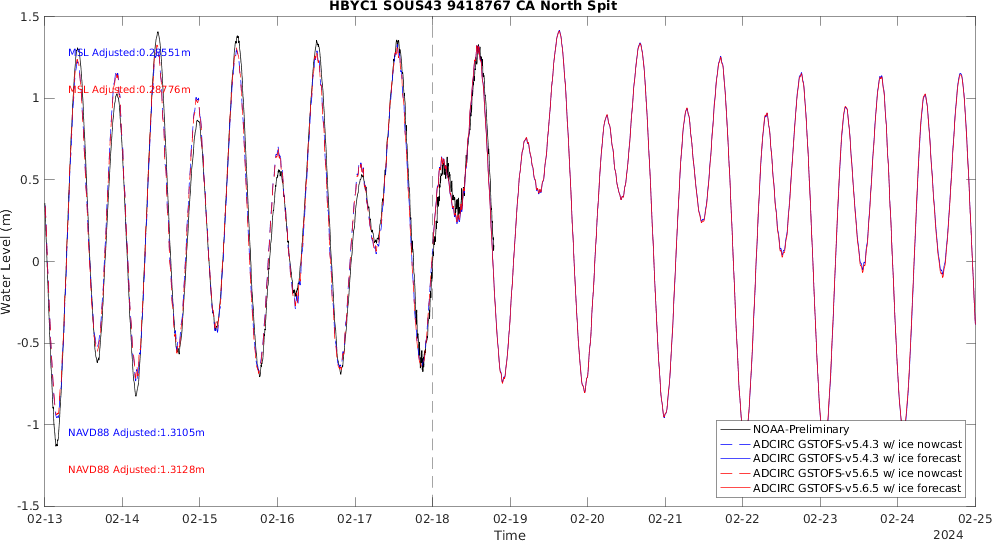 HBYC1 SOUS43 9418767 CA North Spit
1.5
1
0.5
0
-0.5
-1
-1.5
Water Level (m)
MSL Adjusted:0.28551m
MSL Adjusted:0.28776m
NAVD88 Adjusted:1.3105m
NAVD88 Adjusted:1.3128m
NOAA-Preliminary
ADCIRC GSTOFS-v5.4.3 w/ ice nowcast
ADCIRC GSTOFS-v5.4.3 w/ ice forecast
ADCIRC GSTOFS-v5.6.5 w/ ice nowcast
ADCIRC GSTOFS-v5.6.5 w/ ice forecast
02-13 02-14 02-15 02-16 02-17 02-18 02-19 02-20 02-21 02-22 02-23 02-24 02-25
Time
2024